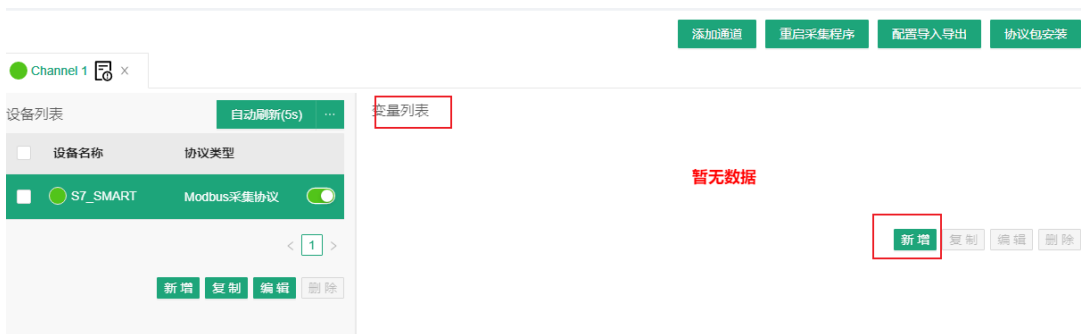 添加通道 重启采集程序 配置导入导出 协议包安装
Channel 1 ×
设备列表 自动刷新(5s) ··· 变量列表
设备名称 协议类型
暂无数据
S7_SMART Modbus采集协议
新增 复制 编辑 删除
< 1 >
新增 复制 编辑 删除